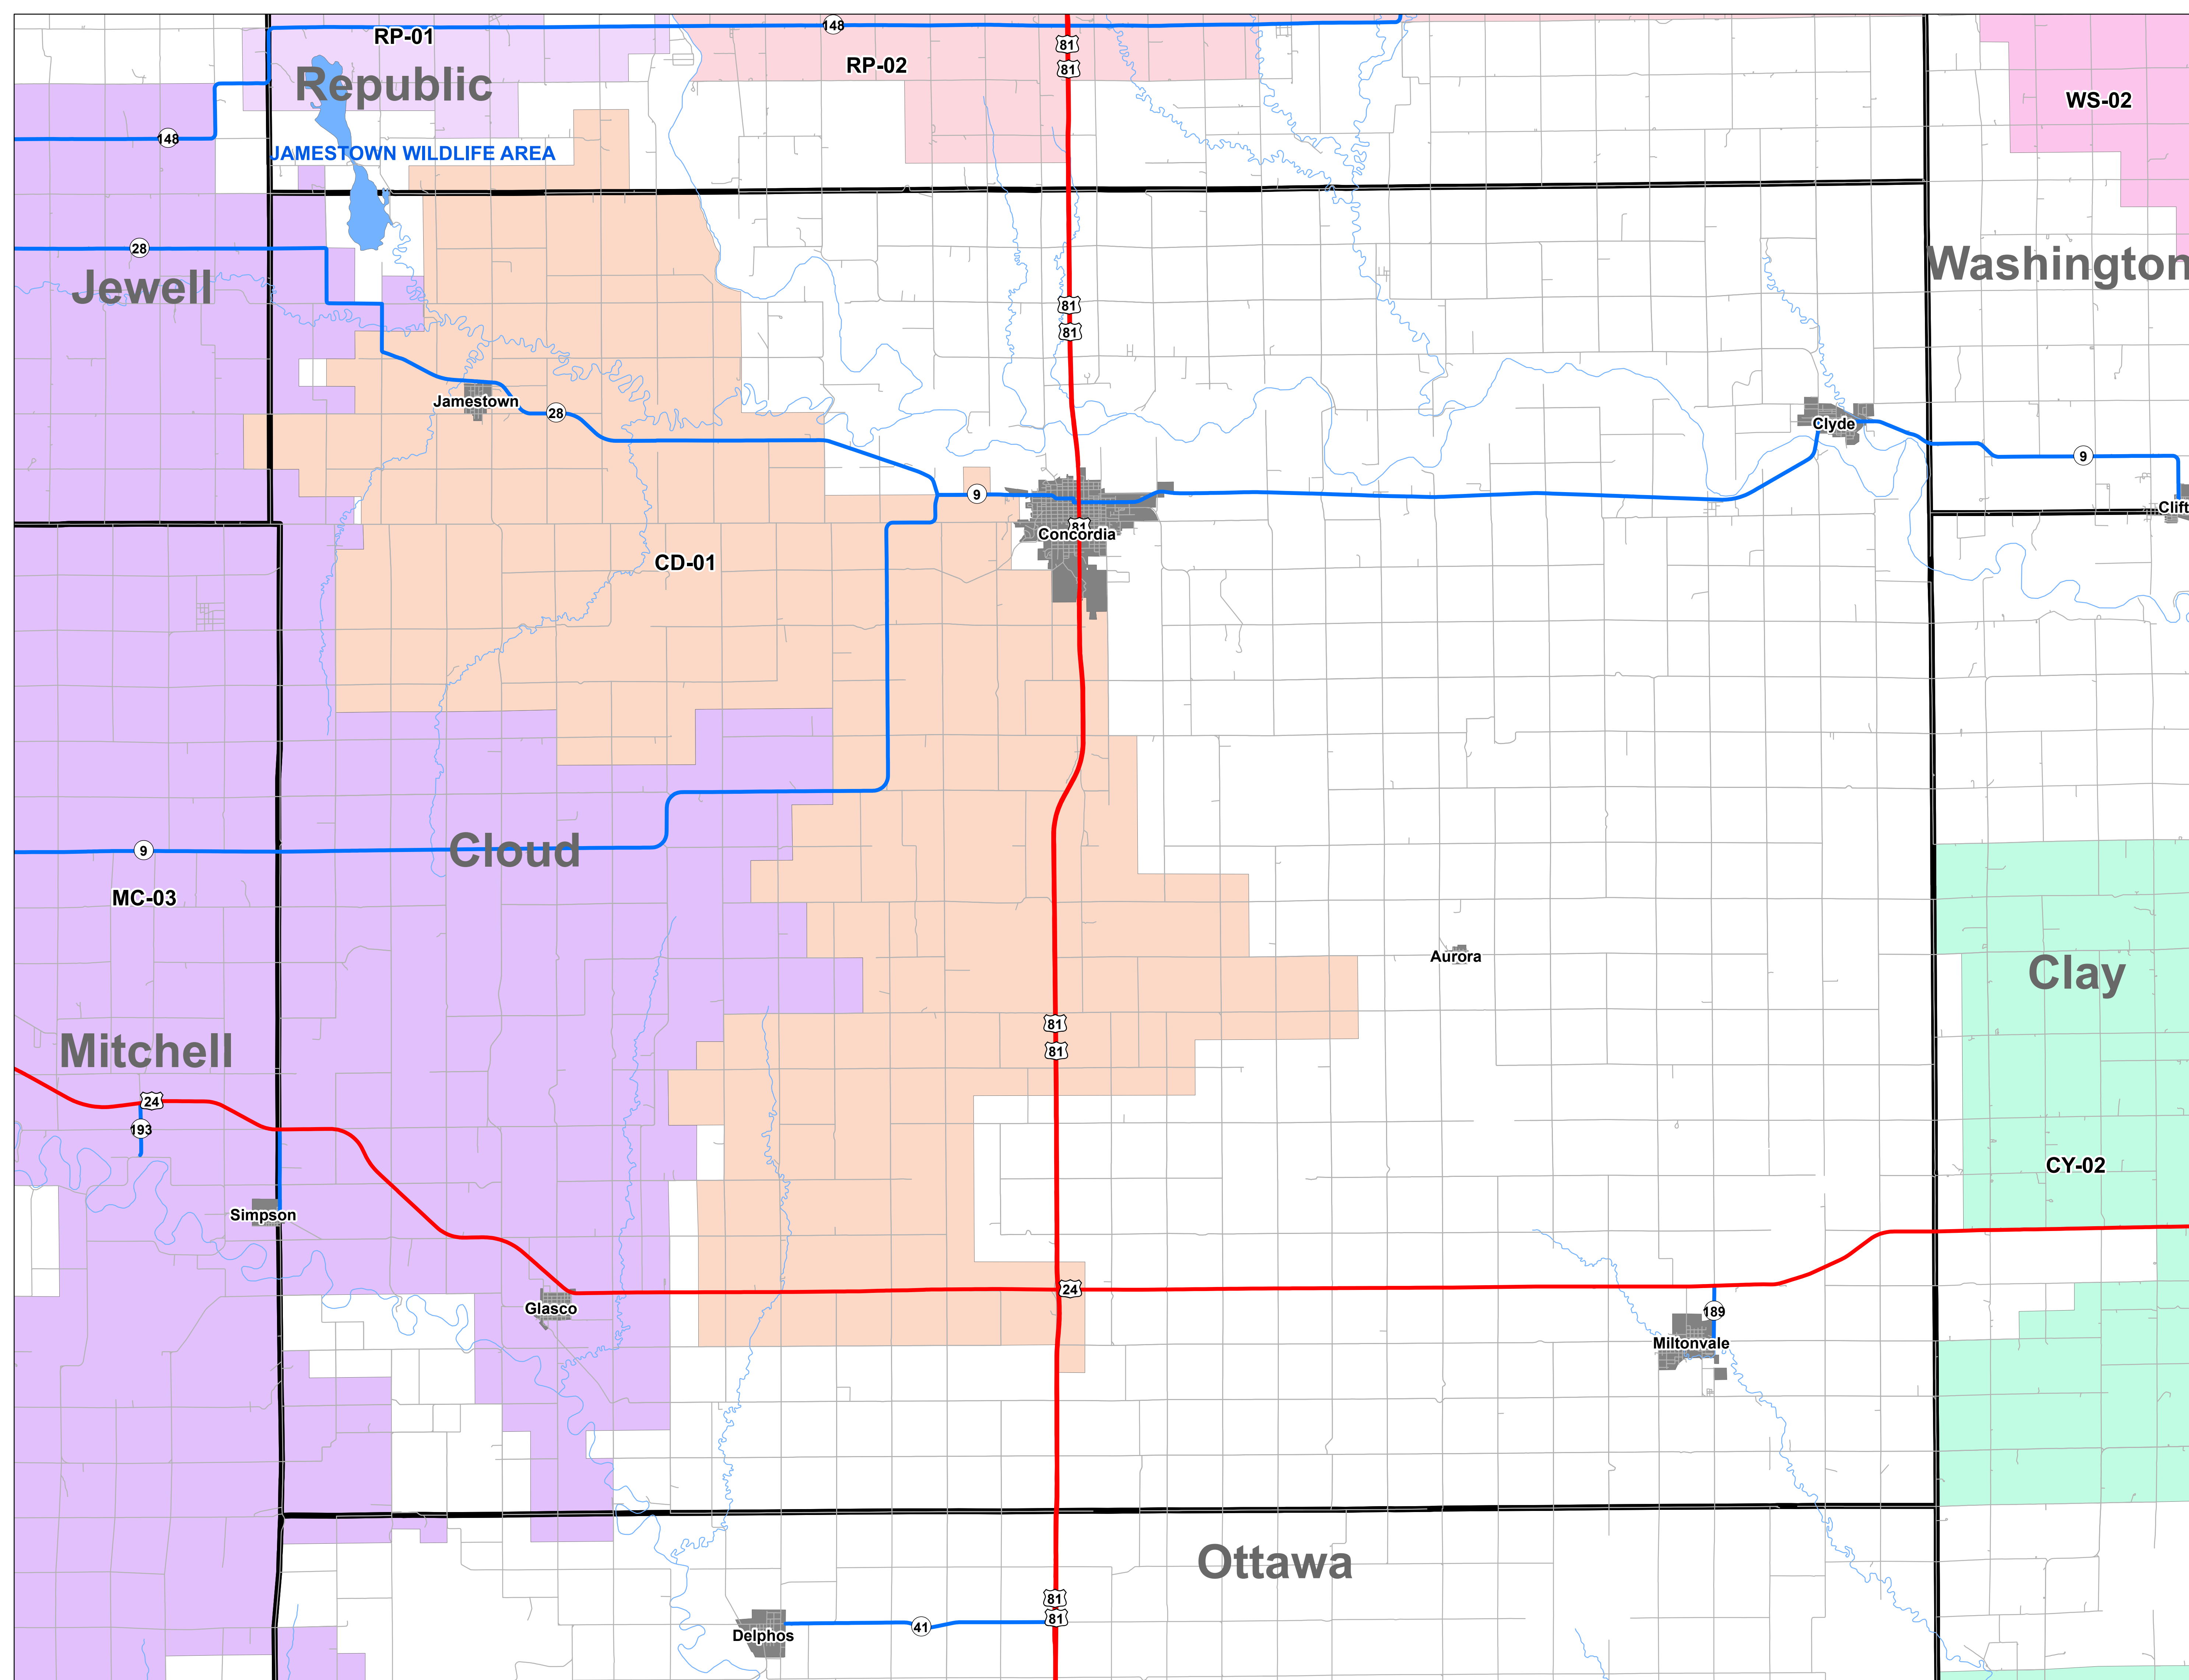 148
RP-01
81
RP-02
81
Republic
WS-02
148
JAMESTOWN WILDLIFE AREA
28
Washington
Jewell
81
81
Jamestown
28
Clyde
9
9
Clift
81
Concordia
CD-01
Cloud
9
MC-03
Aurora
Clay
81
Mitchell
81
24
193
CY-02
Simpson
24
Glasco
189
Miltonvale
Ottawa
81
81
41
Delphos